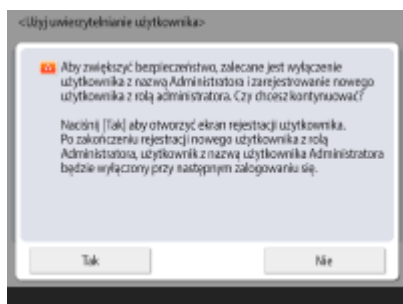 <Użyj uwierzytelnianie użytkownika>
Aby zwiększyć bezpieczeństwo, zalecane jest wyłączenie
użytkownika z nazwą Administratora i zarejestrowanie nowego
użytkownika z rolą administratora. Czy chcesz kontynuować?
Naciśnij [Tak] aby otworzyć ekran rejestracji użytkownika.
Po zakończeniu rejestracji nowego użytkownika z rolą
Administratora, użytkownik z nazwą użytkownika Administratora
będzie wyłączony przy następnym zalogowaniu się.
Tak
Nie